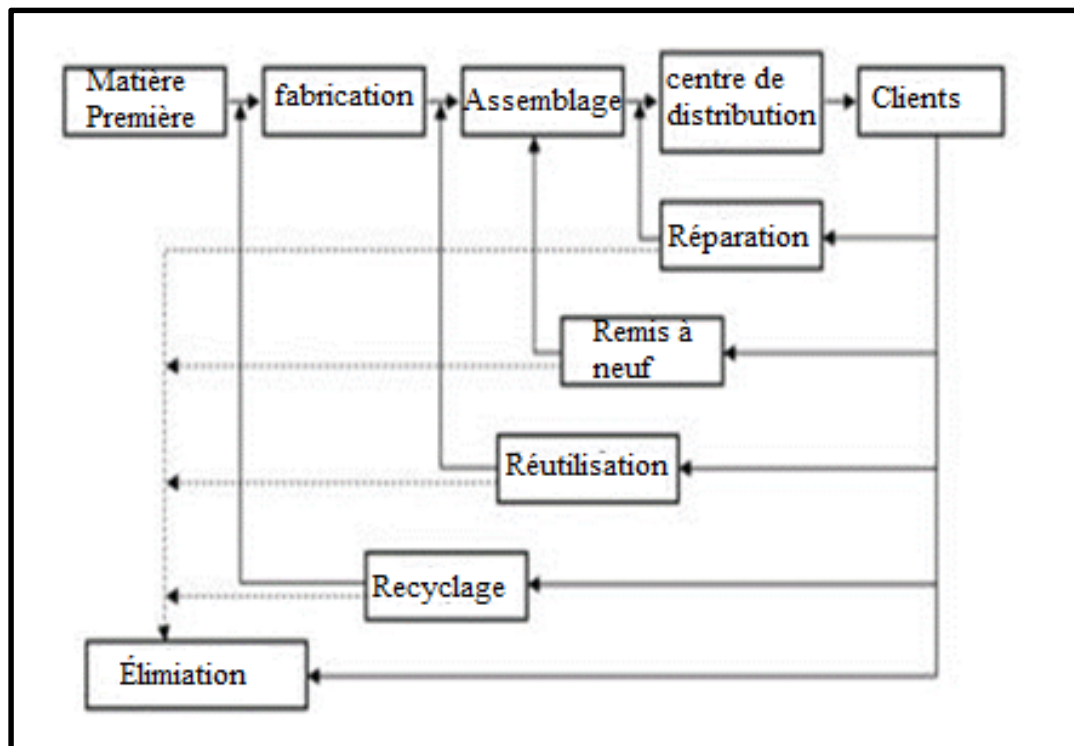 Matière
Première
fabrication
Assemblage
centre de
distribution
Clients
Réparation
Remis à
neuf
Réutilisation
Recyclage
Élimiation